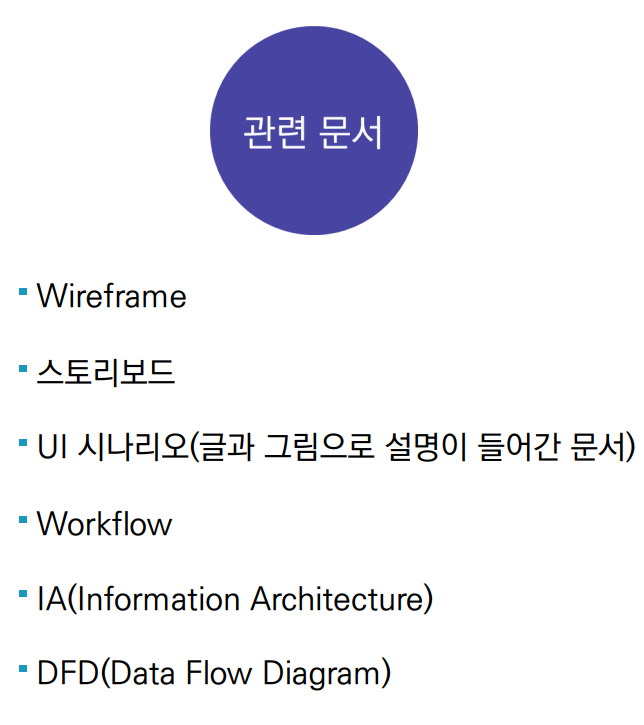 관련 문서
Wireframe
스토리보드
UI 시나리오(글과 그림으로 설명이 들어간 문서)
Workflow
IA(Information Architecture)
DFD(Data Flow Diagram)